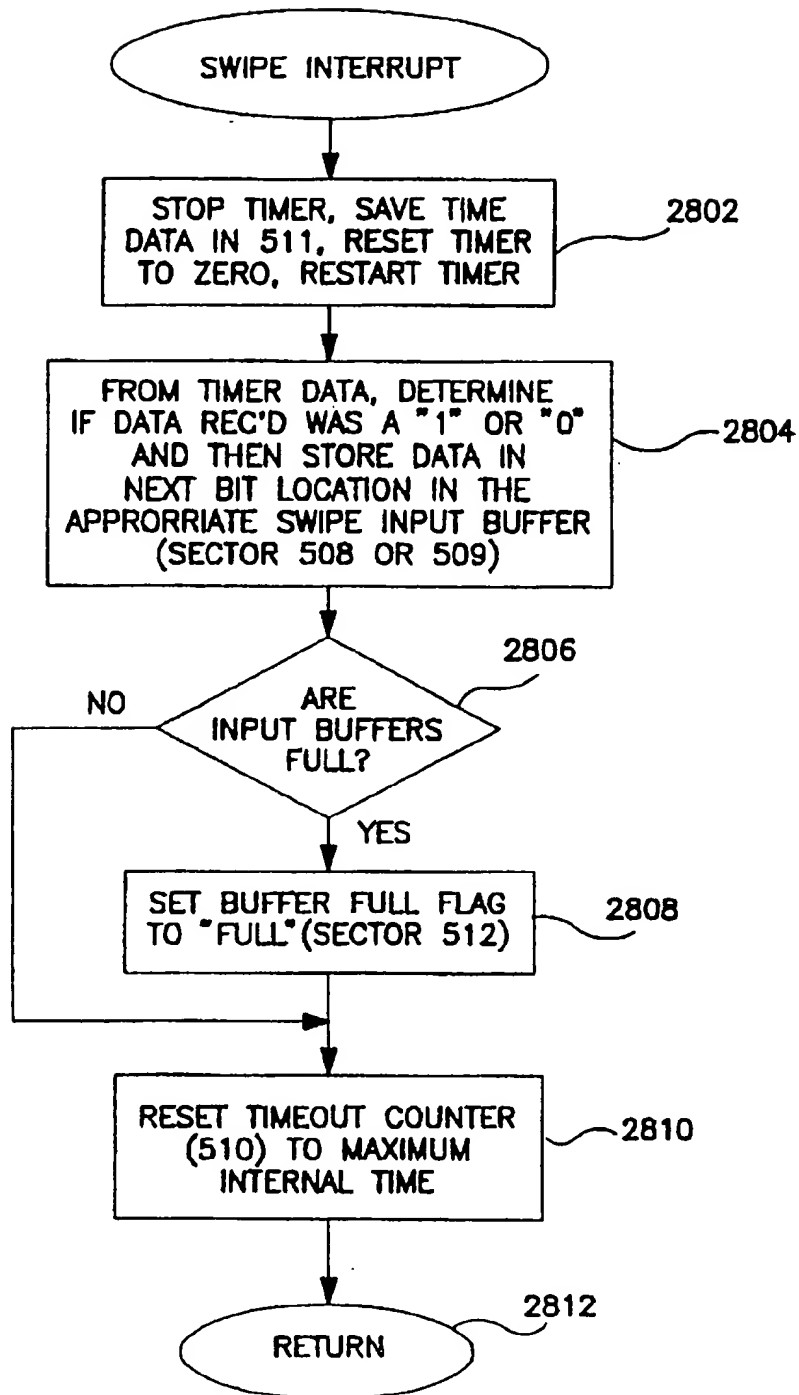 SWIPE INTERRUPT
STOP TIMER, SAVE TIME
DATA IN 511, RESET TIMER
TO ZERO, RESTART TIMER
2802
FROM TIMER DATA, DETERMINE
IF DATA REC'D WAS A "1" OR "0"
AND THEN STORE DATA IN
NEXT BIT LOCATION IN THE
APPRORRIATE SWIPE INPUT BUFFER
(SECTOR 508 OR 509)
2804
2806
NO
ARE
INPUT BUFFERS
FULL?
YES
SET BUFFER FULL FLAG
TO "FULL"(SECTOR 512)
2808
RESET TIMEOUT COUNTER
(510) TO MAXIMUM
INTERNAL TIME
2810
2812
RETURN